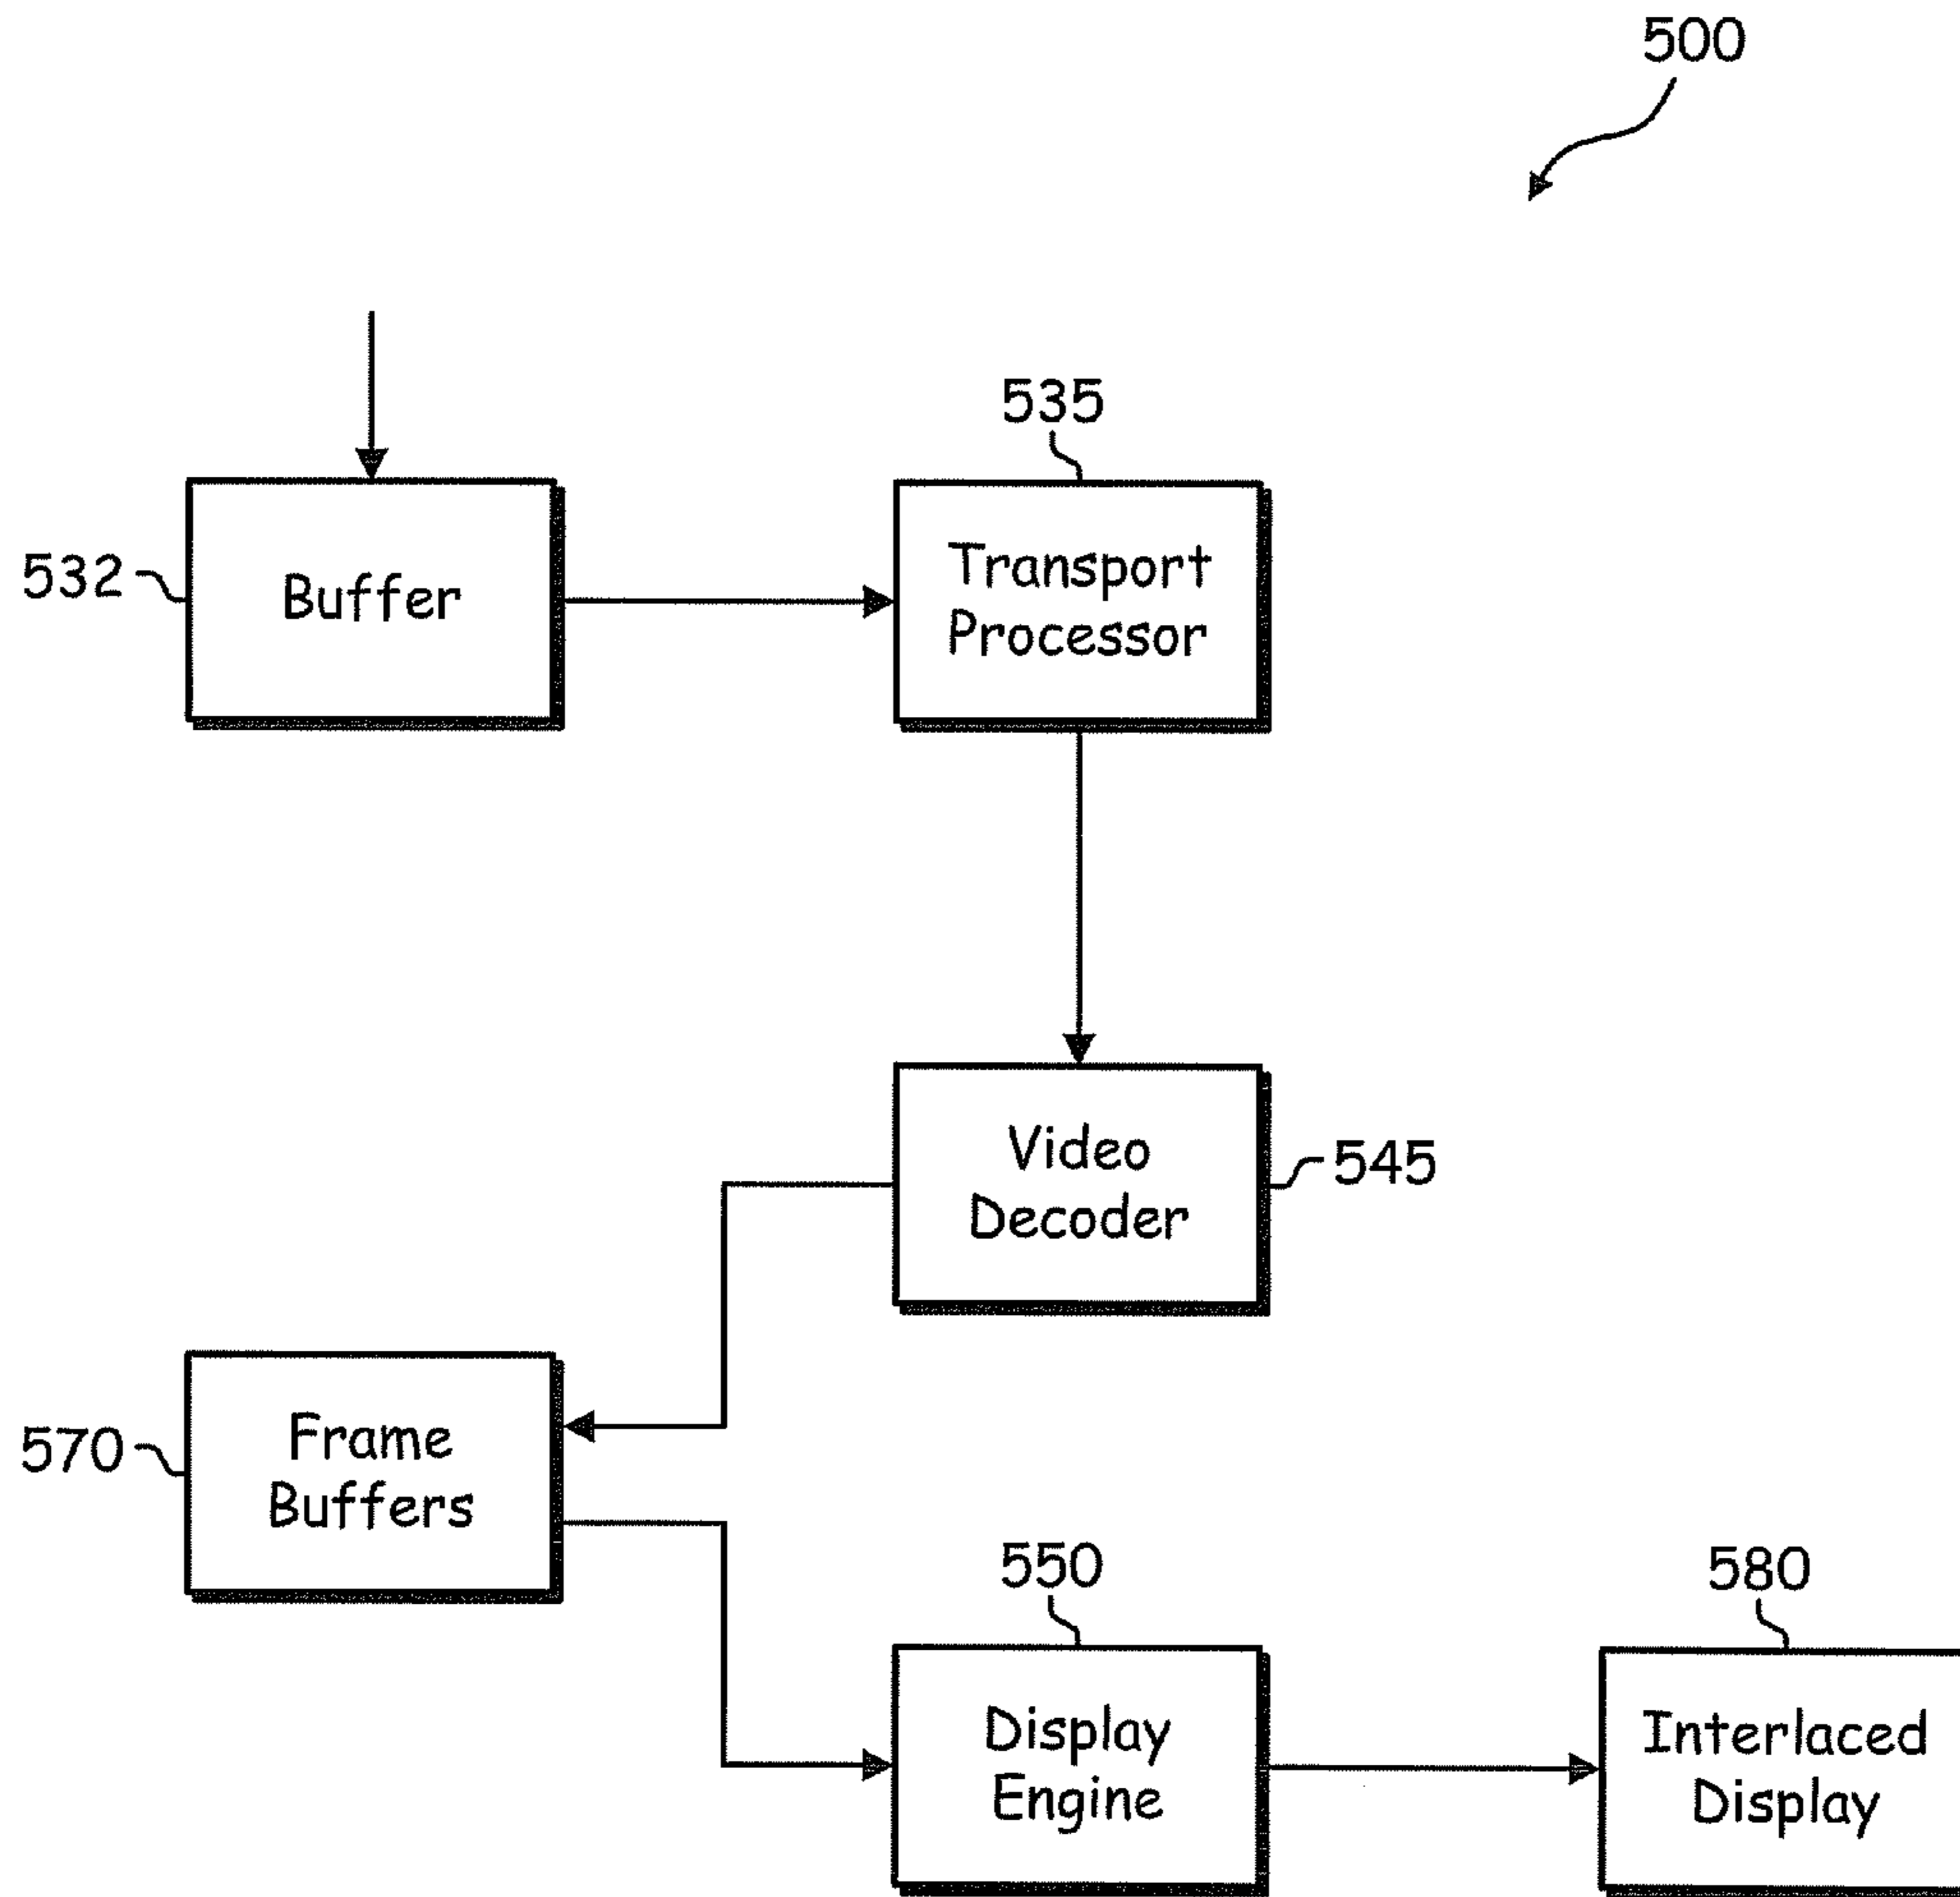 500
535
532
Buffer
Transport
Processor
Video
Decoder
545
570
Frame
Buffers
550
580
Display
Engine
Interlaced
Display